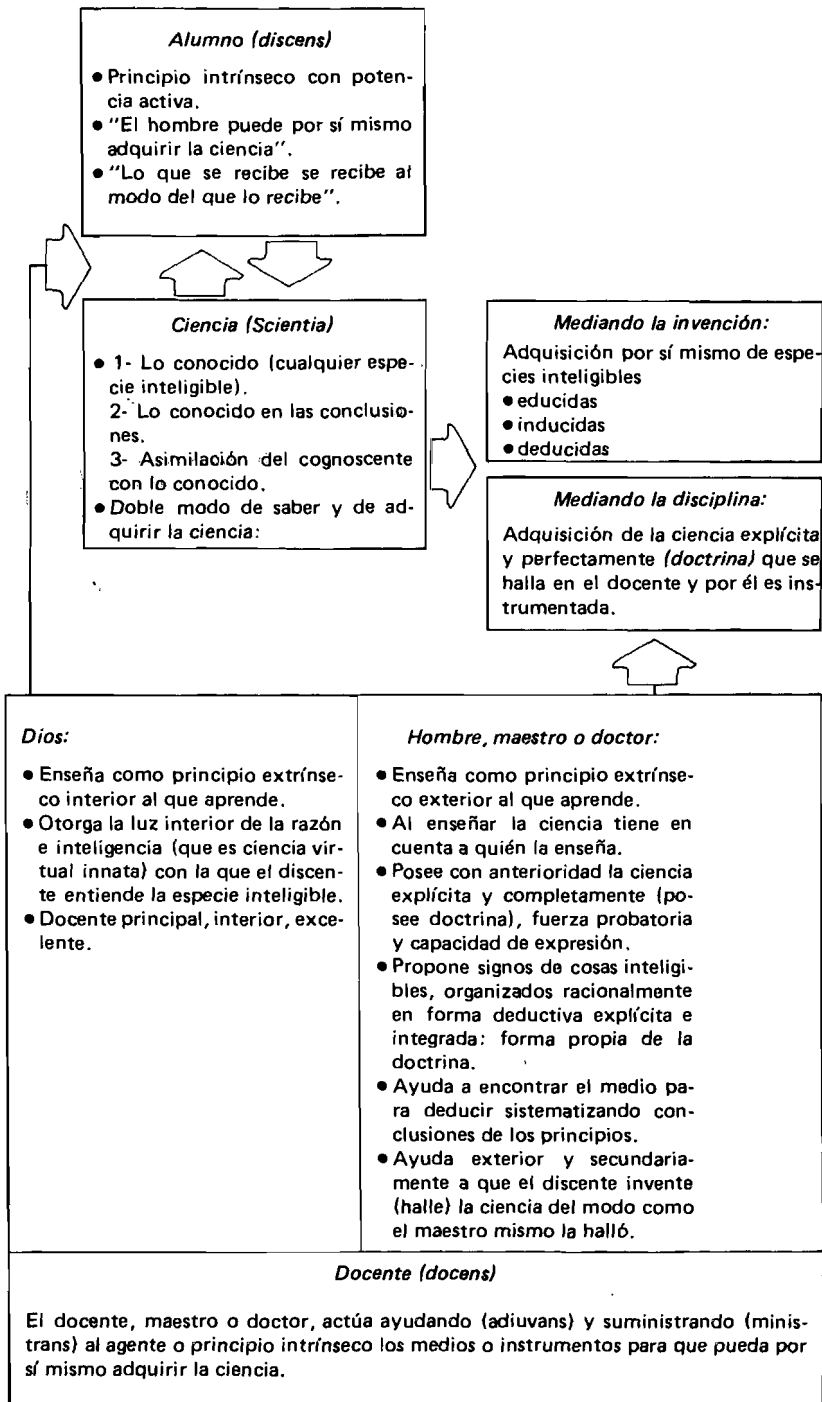 Alumno (discens)
● Principio intrínseco con poten-
cia activa.
● "El hombre puede por sí mismo
adquirir la ciencia".
● "Lo que se recibe se recibe al
modo del que lo recibe".
Ciencia (Scientia)
● 1- Lo conocido (cualquier espe-
cie inteligible).
2- Lo conocido en las conclusio-
nes.
3- Asimilación del cognoscente
con lo conocido.
● Doble modo de saber y de ad-
quirir la ciencia:
Mediando la invención:
Adquisición por sí mismo de espe-
cies inteligibles
● educidas
● inducidas
● deducidas
Mediando la disciplina:
Adquisición de la ciencia explícita
y perfectamente (doctrina) que se
halla en el docente y por él es ins-
trumentada.
Dios:
● Enseña como principio extrínse-
co interior al que aprende.
● Otorga la luz interior de la razón
e inteligencia (que es ciencia vir-
tual innata) con la que el discen-
te entiende la especie inteligible.
● Docente principal, interior, exce-
lente.
Hombre, maestro o doctor:
● Enseña como principio extrínse-
co exterior al que aprende.
● Al enseñar la ciencia tiene en
cuenta a quién la enseña.
● Posee con anterioridad la ciencia
explícita y completamente (po-
see doctrina), fuerza probatoria
y capacidad de expresión.
● Propone signos de cosas inteligi-
bles, organizados racionalmente
en forma deductiva explícita e
integrada: forma propia de la
doctrina.
● Ayuda a encontrar el medio pa-
ra deducir sistematizando con-
clusiones de los principios.
● Ayuda exterior y secundaria-
mente a que el discente invente
(halle) la ciencia del modo como
el maestro mismo la halló.
Docente (docens)
El docente, maestro o doctor, actúa ayudando (adiuvans) y suministrando (minis-
trans) al agente o principio intrínseco los medios o instrumentos para que pueda por
sí mismo adquirir la ciencia.